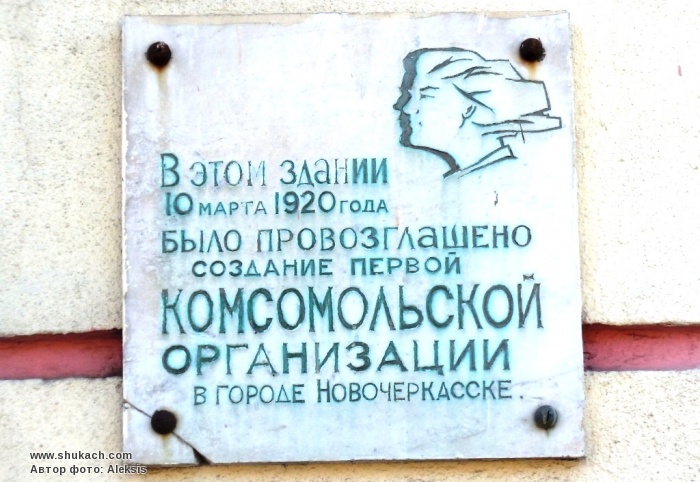 В этом здании
10 марта 1920 года
было провозглашено
создание первой
КОМСОМОЛЬСКОЙ
ОРГАНИЗАЦИИ
в городе Новочеркасске.
www.shukach.com
Автор фото: Aleksis